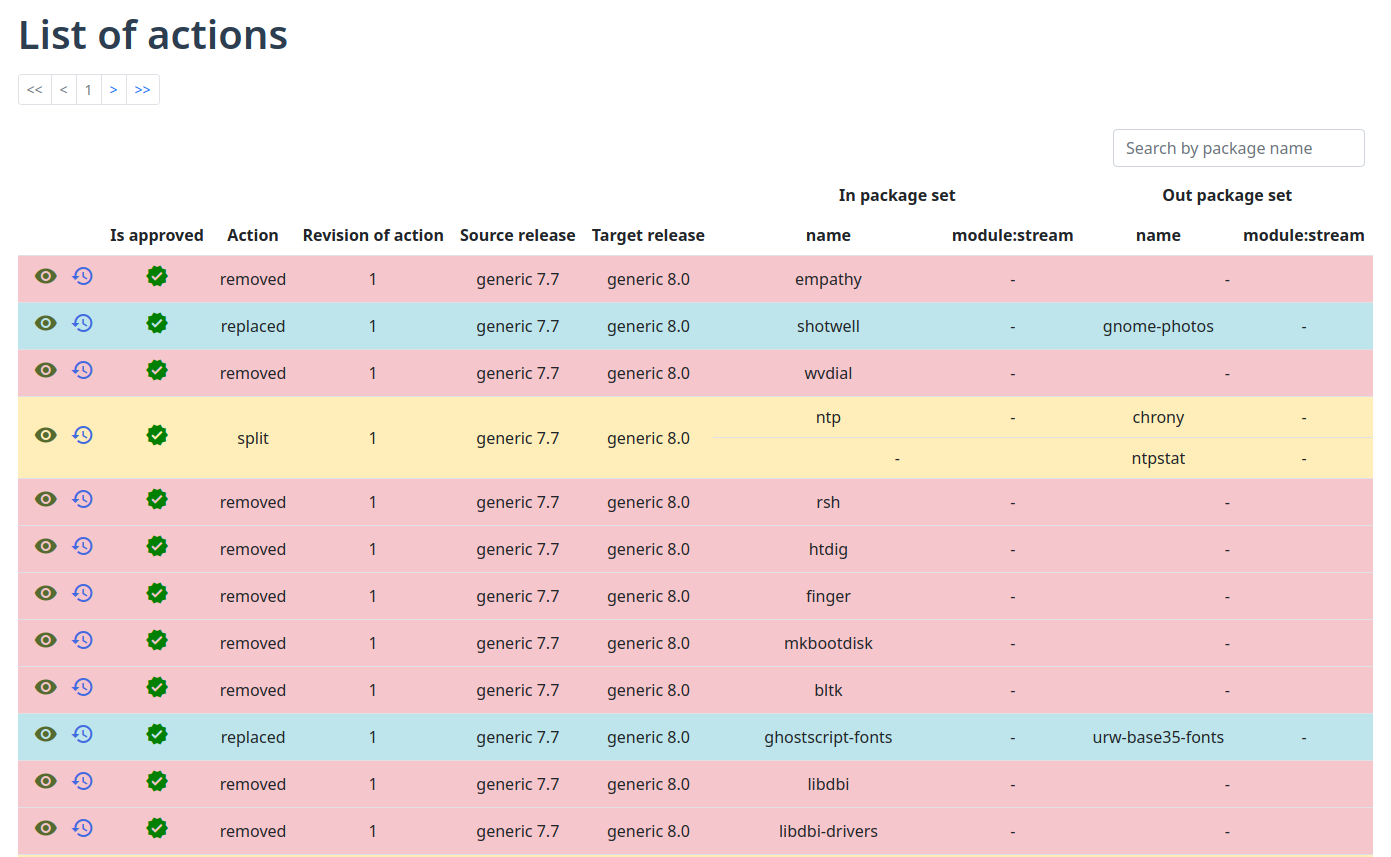 List of actions
<< < 1 > >>
Search by package name
In package set Out package set
Is approved Action Revision of action Source release Target release name module:stream name module:stream
removed 1 generic 7.7 generic 8.0 empathy - -
replaced 1 generic 7.7 generic 8.0 shotwell - gnome-photos -
removed 1 generic 7.7 generic 8.0 wvdial - -
ntp - chrony -
split 1 generic 7.7 generic 8.0
- ntpstat -
removed 1 generic 7.7 generic 8.0 rsh - -
removed 1 generic 7.7 generic 8.0 htdig - -
removed 1 generic 7.7 generic 8.0 finger - -
removed 1 generic 7.7 generic 8.0 mkbootdisk - -
removed 1 generic 7.7 generic 8.0 bltk - -
replaced 1 generic 7.7 generic 8.0 ghostscript-fonts - urw-base35-fonts -
removed 1 generic 7.7 generic 8.0 libdbi - -
removed 1 generic 7.7 generic 8.0 libdbi-drivers - -